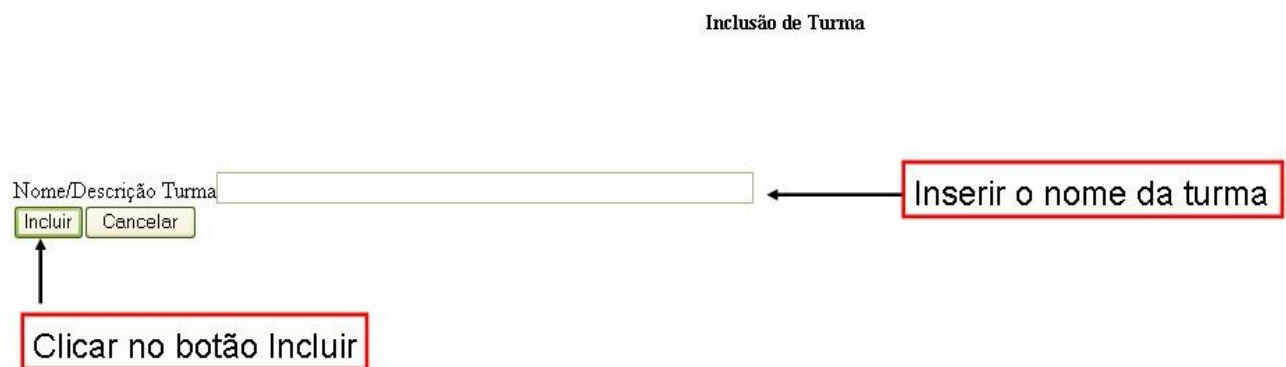 Inclusão de Turma
Nome/Descrição Turma
Inserir o nome da turma
Incluir Cancelar
Clicar no botão Incluir